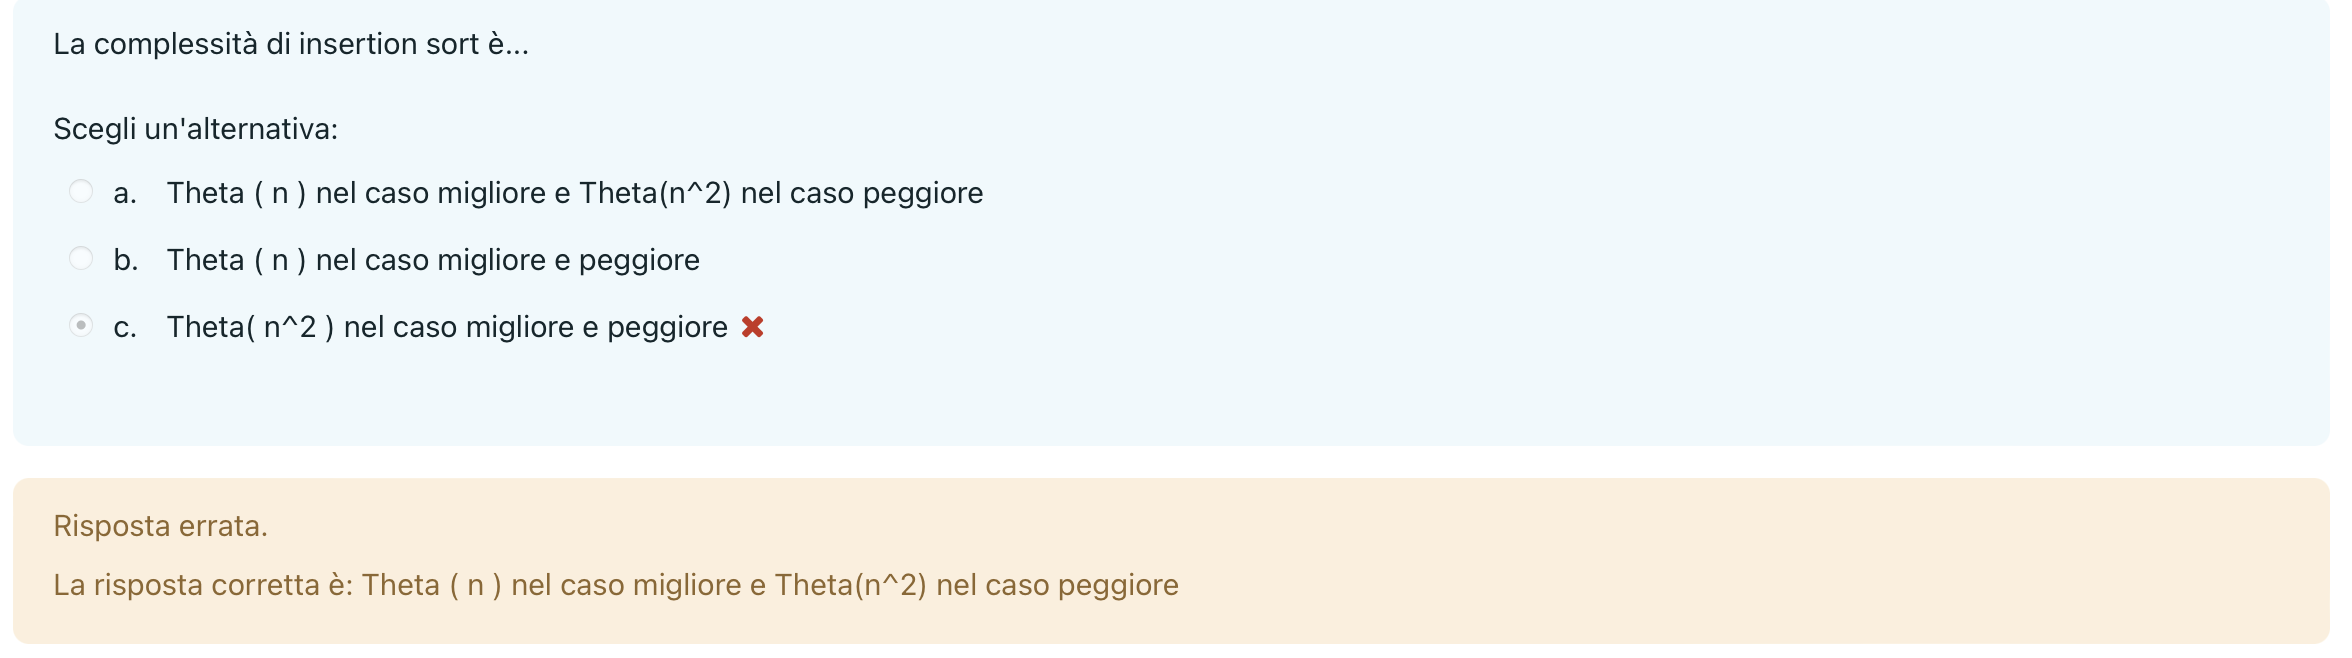 La complessità di insertion sort è...
Scegli un'alternativa:
a. Theta ( n ) nel caso migliore e Theta(n^2) nel caso peggiore
b. Theta ( n ) nel caso migliore e peggiore
c. Theta( n^2 ) nel caso migliore e peggiore
Risposta errata.
La risposta corretta è: Theta ( n ) nel caso migliore e Theta(n^2) nel caso peggiore